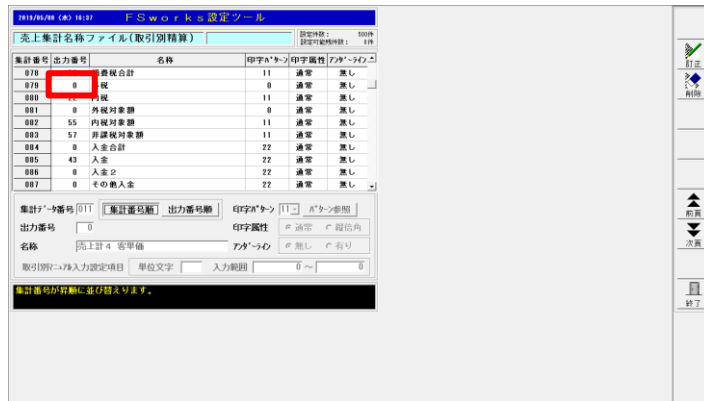 2019/05/08 (水) 16:37 FSworks設定ツール
売上集計名称ファイル(取引別精算) 設定件数: 500件
設定可能残件数: 0件
集計番号 出力番号 名称 印字ﾊﾟﾀｰﾝ 印字属性 ｱﾝﾀﾞｰﾗｲﾝ
078 費税合計 11 通常 無し
079 0 税 0 通常 無し
080 内税 11 通常 無し
081 0 外税対象額 0 通常 無し
082 55 内税対象額 11 通常 無し
083 57 非課税対象額 11 通常 無し
084 0 入金合計 22 通常 無し
085 43 入金 22 通常 無し
086 0 入金2 22 通常 無し
087 0 その他入金 22 通常 無し
集計ﾃﾞｰﾀ番号 011 集計番号順 出力番号順 印字ﾊﾟﾀｰﾝ 11 ﾊﾟﾀｰﾝ参照
出力番号 0 印字属性 通常 縦倍角
名称 売上計4 客単価 ｱﾝﾀﾞｰﾗｲﾝ 無し 有り
取引別ﾏﾆｭｱﾙ入力設定項目 単位文字 入力範囲 0 ～ 0
集計番号が昇順に並び替えります。
訂正
削除
前頁
次頁
終了